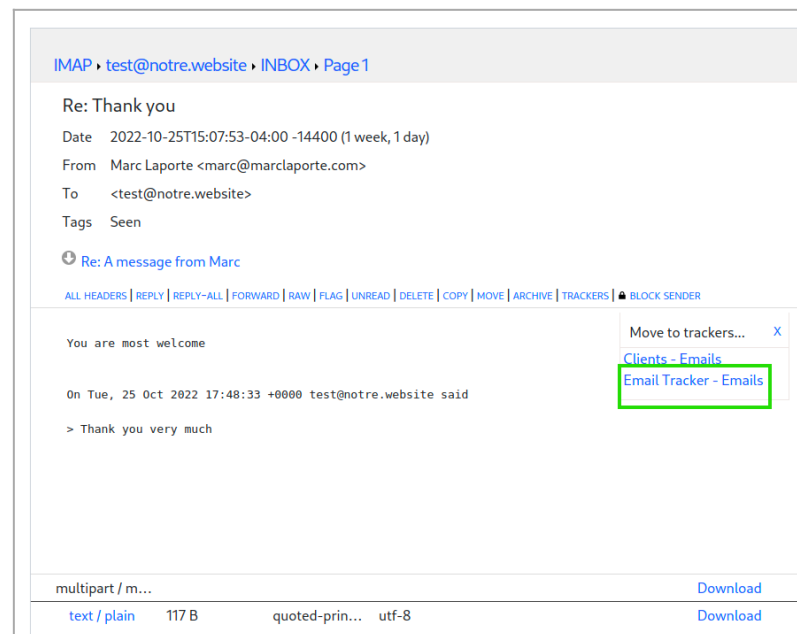 IMAP ▸ test@notre.website ▸ INBOX ▸ Page 1
Re: Thank you
Date 2022-10-25T15:07:53-04:00 -14400 (1 week, 1 day)
From Marc Laporte <marc@marclaporte.com>
To <test@notre.website>
Tags Seen
Re: A message from Marc
ALL HEADERS | REPLY | REPLY-ALL | FORWARD | RAW | FLAG | UNREAD | DELETE | COPY | MOVE | ARCHIVE | TRACKERS | BLOCK SENDER
Move to trackers... X
Clients - Emails
Email Tracker - Emails
You are most welcome
On Tue, 25 Oct 2022 17:48:33 +0000 test@notre.website said
> Thank you very much
multipart / m... Download
text / plain 117 B quoted-prin... utf-8 Download